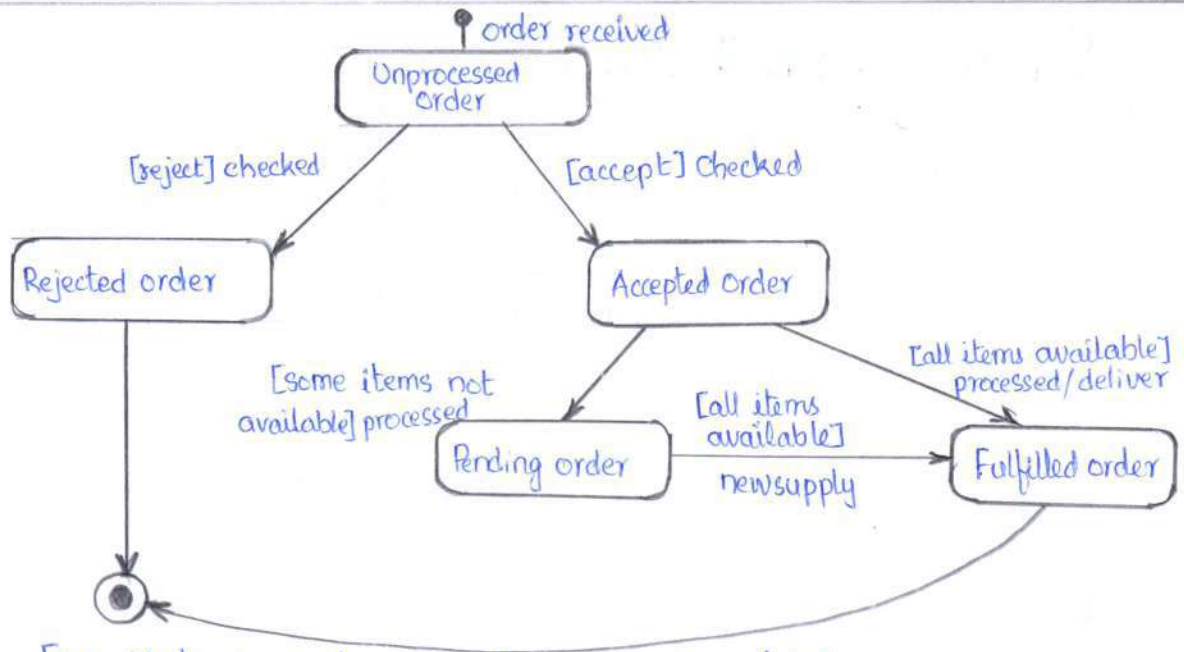 order received
Unprocessed
order
[reject] checked
[accept] Checked
Rejected order
Accepted Order
[all items available]
processed/deliver
[some items not
available] processed
[all items
available]
newsupply
Pending order
Fulfilled order